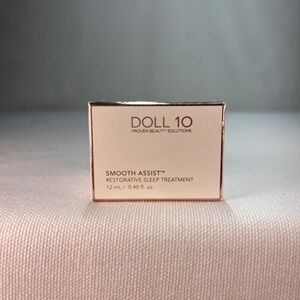 DOLL 10
PROVEN BEAUTY SOLUTIONS
SMOOTH ASSIST™
RESTORATIVE SLEEP TREATMENT
12 mL / 0.40 fl. oz.